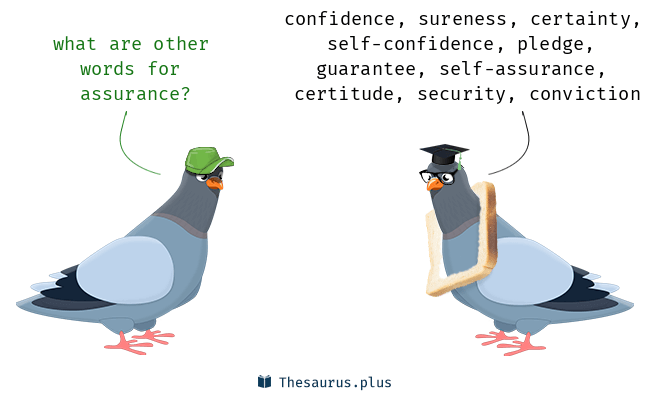 what are other
words for
assurance?
confidence, sureness, certainty,
self-confidence, pledge,
guarantee, self-assurance,
certitude, security, conviction
Thesaurus.plus